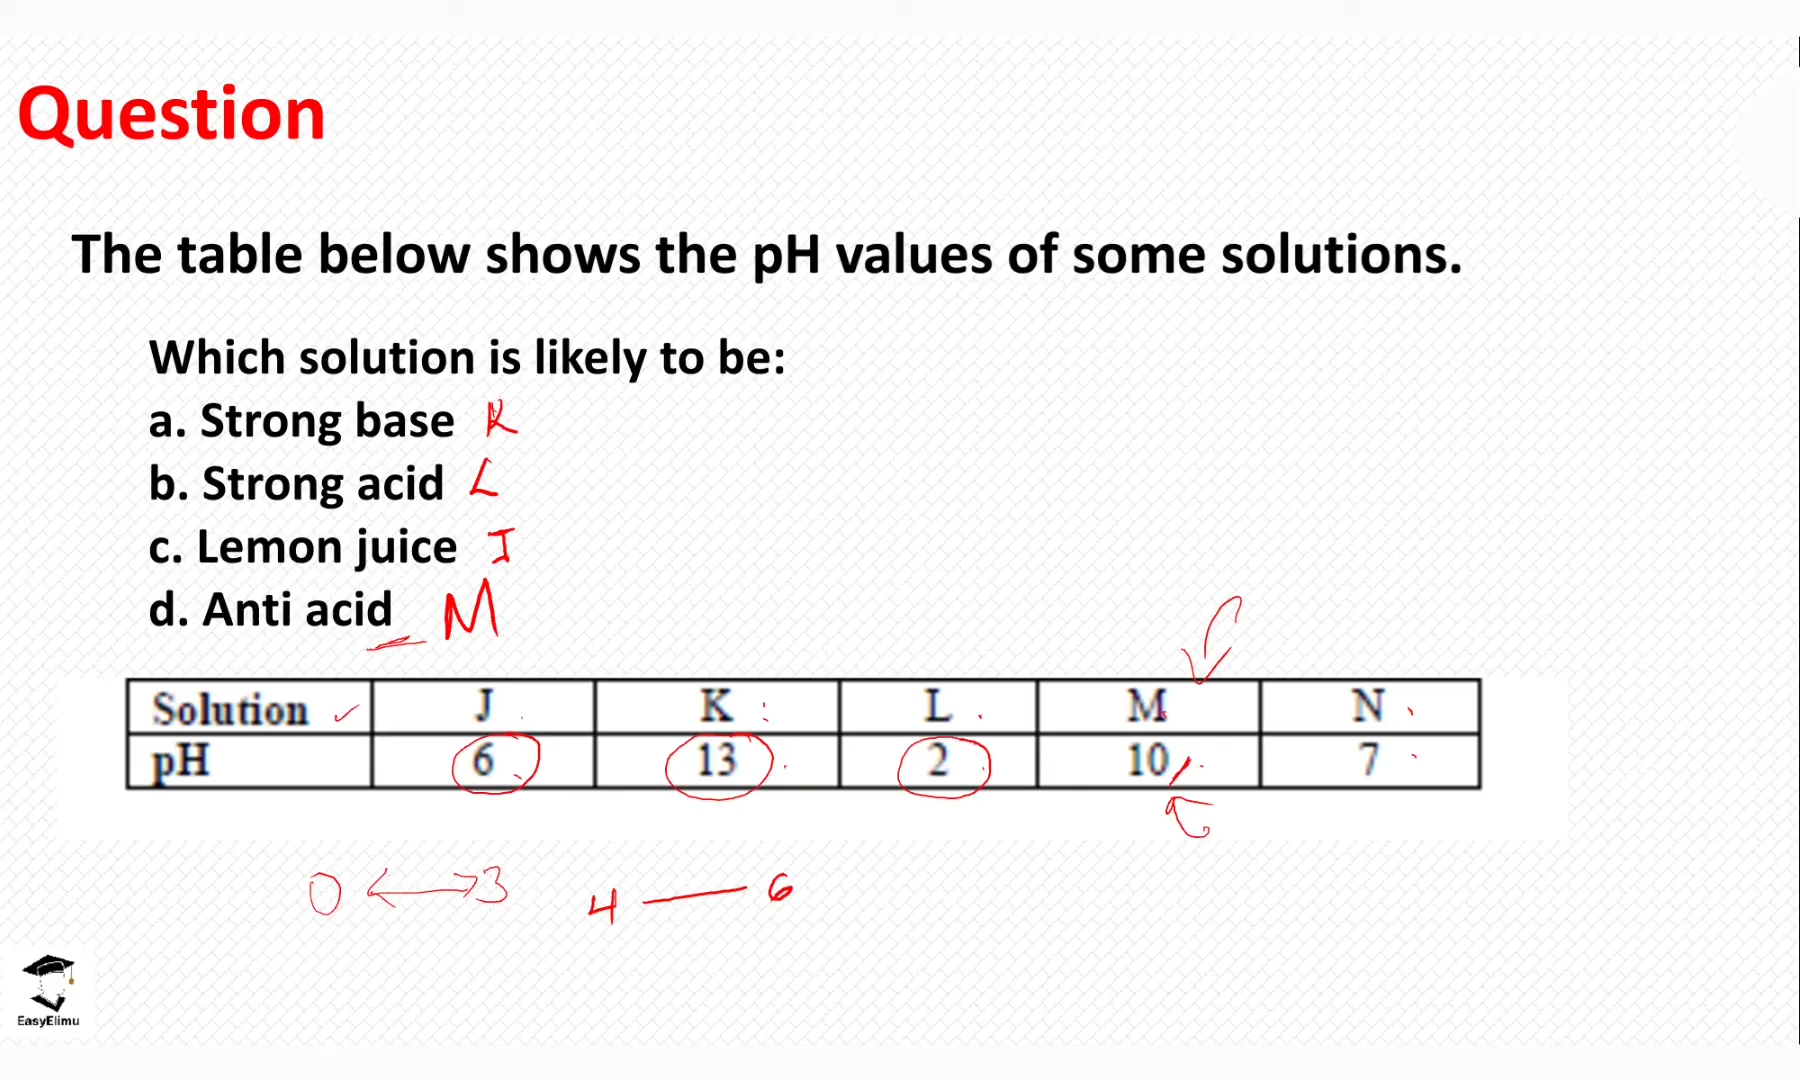 Question
The table below shows the pH values of some solutions.
Which solution is likely to be:
a. Strong base K
b. Strong acid L
c. Lemon juice J
d. Anti acid M
Solution J K L M N
pH 6 13 2 10 7
0 3 4 6
EasyElimu